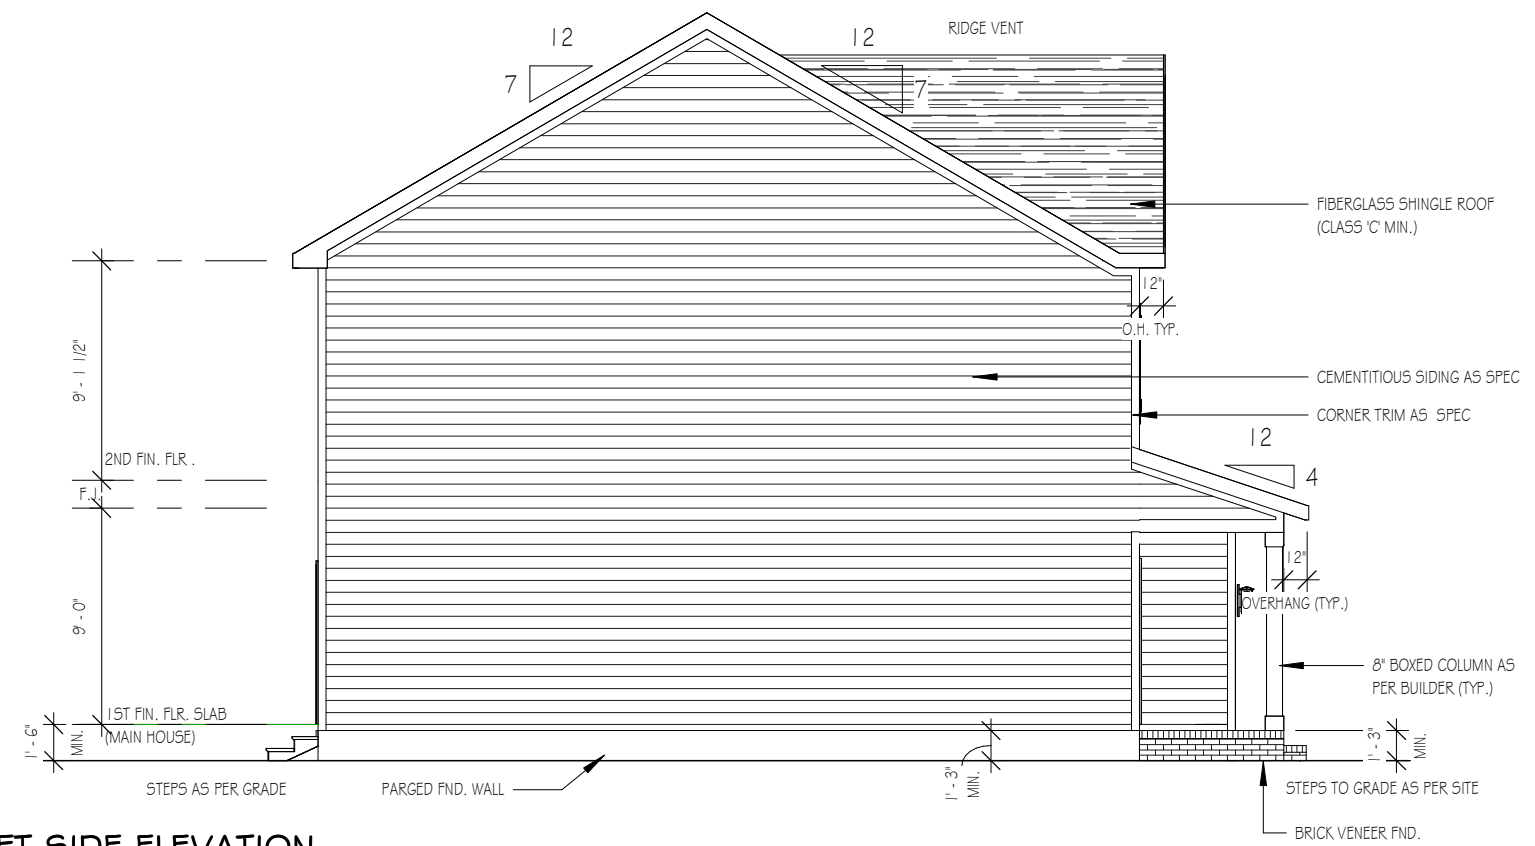 RIDGE VENT
12
12
7
7
FIBERGLASS SHINGLE ROOF
(CLASS 'C' MIN.)
12"
O.H. TYP.
9' - 1 1/2"
CEMENTITIOUS SIDING AS SPEC
CORNER TRIM AS SPEC
12
4
2ND FIN. FLR .
F.J.
12"
OVERHANG (TYP.)
9' - 0"
8" BOXED COLUMN AS
PER BUILDER (TYP.)
1ST FIN. FLR. SLAB
(MAIN HOUSE)
1' - 6"
MIN.
1' - 3"
MIN.
1' - 3"
MIN.
STEPS AS PER GRADE
PARGED FND. WALL
STEPS TO GRADE AS PER SITE
BRICK VENEER FND.
SIDE ELEVATION